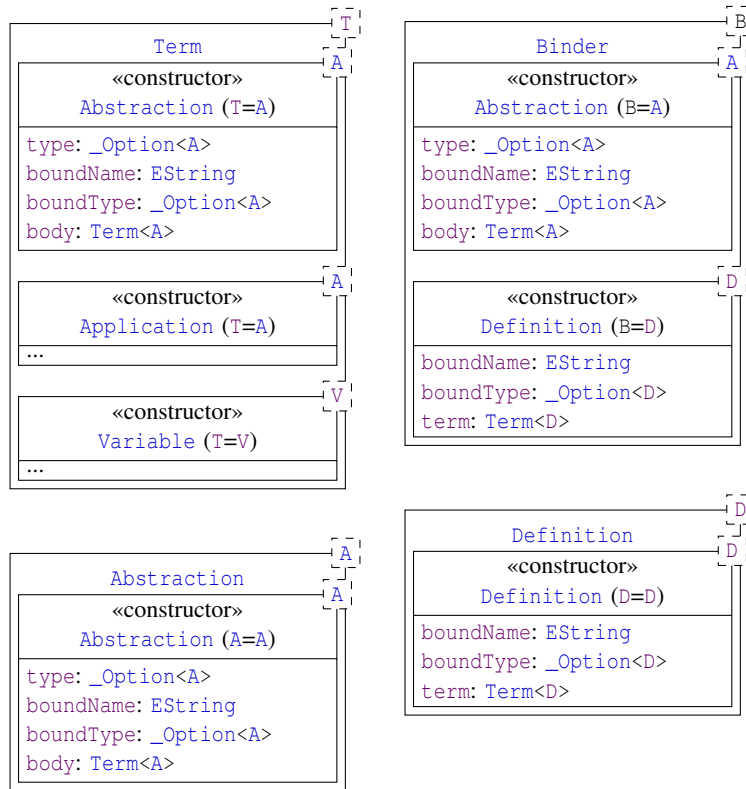 T
Term
A
«constructor»
Abstraction (T=A)
type: _Option<A>
boundName: EString
boundType: _Option<A>
body: Term<A>
A
«constructor»
Application (T=A)
...
V
«constructor»
Variable (T=V)
...
B
Binder
A
«constructor»
Abstraction (B=A)
type: _Option<A>
boundName: EString
boundType: _Option<A>
body: Term<A>
D
«constructor»
Definition (B=D)
boundName: EString
boundType: _Option<D>
term: Term<D>
A
Abstraction
A
«constructor»
Abstraction (A=A)
type: _Option<A>
boundName: EString
boundType: _Option<A>
body: Term<A>
D
Definition
D
«constructor»
Definition (D=D)
boundName: EString
boundType: _Option<D>
term: Term<D>